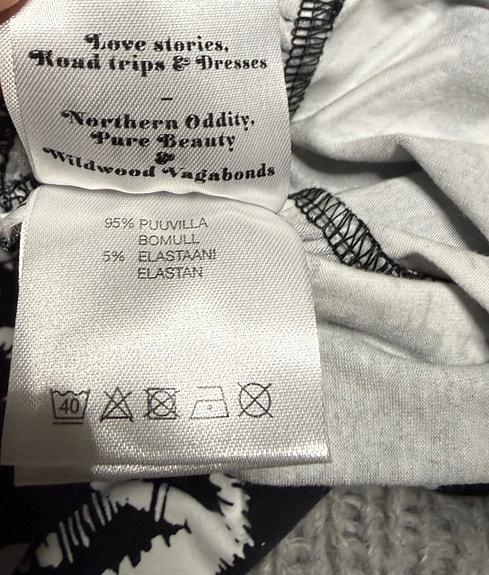 Love stories,
Road trips & Dresses
–
Northern Oddity,
Pure Beauty
&
Wildwood Vagabonds
95% PUUVILLA
BOMULL
5% ELASTAANI
ELASTAN
40